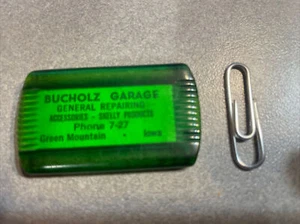 BUCHOLZ GARAGE
GENERAL REPAIRING
ACCESSORIES - SKELLY PRODUCTS
Phone 7-27
Green Mountain - Iowa